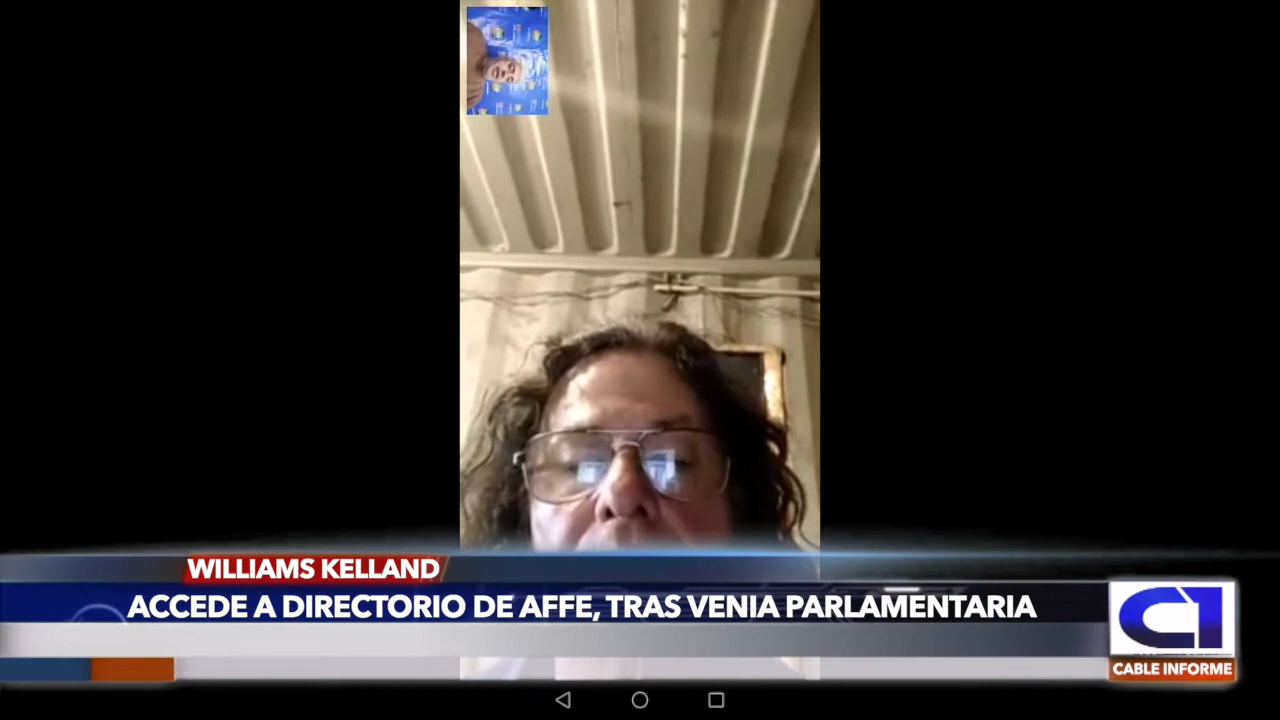 WILLIAMS KELLAND
ACCEDE A DIRECTORIO DE AFFE, TRAS VENIA PARLAMENTARIA
C1
CABLE INFORME